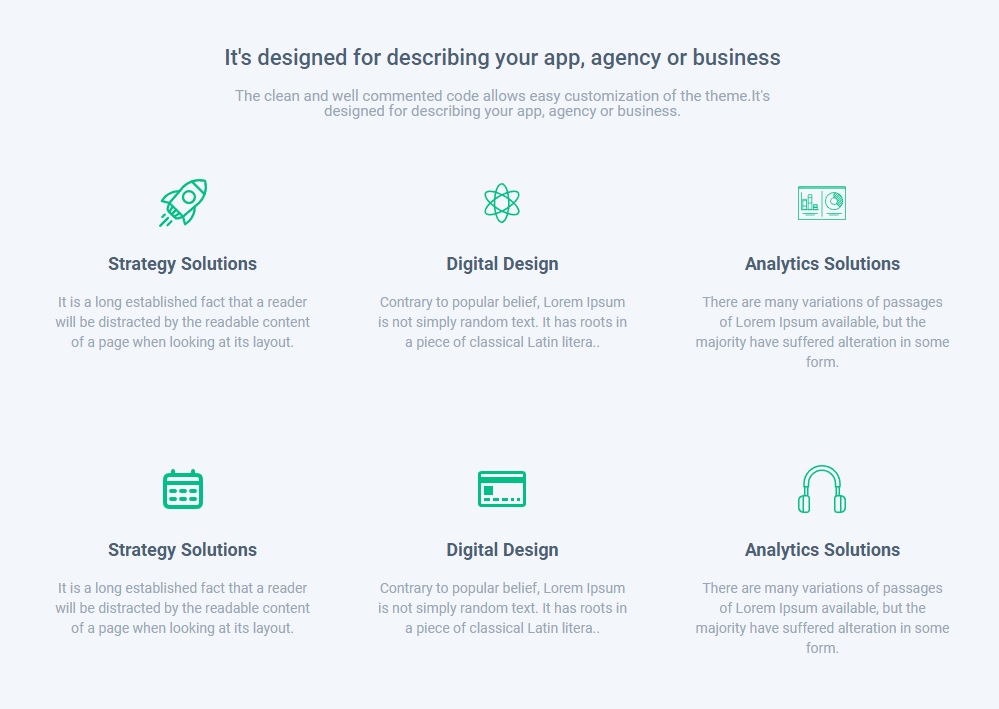 It's designed for describing your app, agency or business
The clean and well commented code allows easy customization of the theme.It's
designed for describing your app, agency or business.
Strategy Solutions
It is a long established fact that a reader
will be distracted by the readable content
of a page when looking at its layout.
Digital Design
Contrary to popular belief, Lorem Ipsum
is not simply random text. It has roots in
a piece of classical Latin litera..
Analytics Solutions
There are many variations of passages
of Lorem Ipsum available, but the
majority have suffered alteration in some
form.
Strategy Solutions
It is a long established fact that a reader
will be distracted by the readable content
of a page when looking at its layout.
Digital Design
Contrary to popular belief, Lorem Ipsum
is not simply random text. It has roots in
a piece of classical Latin litera..
Analytics Solutions
There are many variations of passages
of Lorem Ipsum available, but the
majority have suffered alteration in some
form.